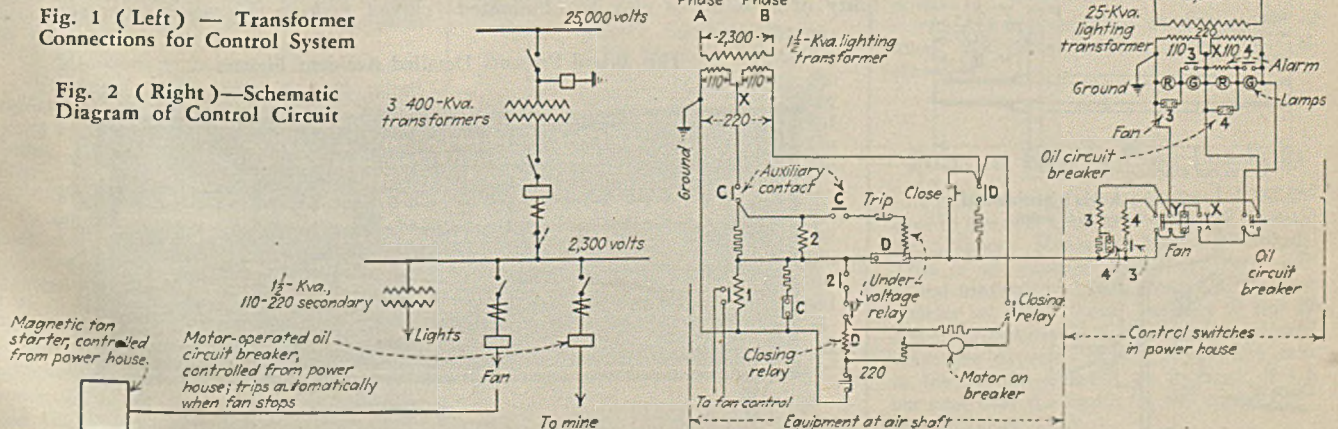 Fig. 1 (Left) — Transformer
Connections for Control System
Fig. 2 (Right)—Schematic
Diagram of Control Circuit
25,000 volts
3 400-Kva.
transformers
2,300 volts
1½-Kva.,
110-220 secondary
Lights
Magnetic fan
starter, controlled
from power house.
Motor-operated oil
circuit breaker,
controlled from power
house; trips automatically
when fan stops
Fan
To mine
Phase Phase
A B
2,300
1½-Kva. lighting
transformer
110 110
X
220
Ground
C
Auxiliary
contact
C
Trip
Close
D
2
D
1
C
2
Under-
voltage
relay
Closing
relay
D
Closing
relay
220
Motor on
breaker
To fan control
Equipment at air shaft
25-Kva.
lighting
transformer
220
110 X 110
3 4
Alarm
Ground
R G R G
Lamps
3
4
Fan
Oil circuit
breaker
3 4
Y X
Fan
4 3
Oil
circuit
breaker
Control switches
in power house